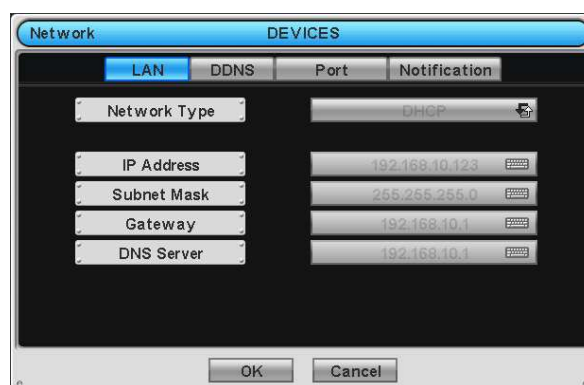 Network DEVICES
LAN DDNS Port Notification
Network Type DHCP
IP Address 192.168.10.123
Subnet Mask 255.255.255.0
Gateway 192.168.10.1
DNS Server 192.168.10.1
OK Cancel